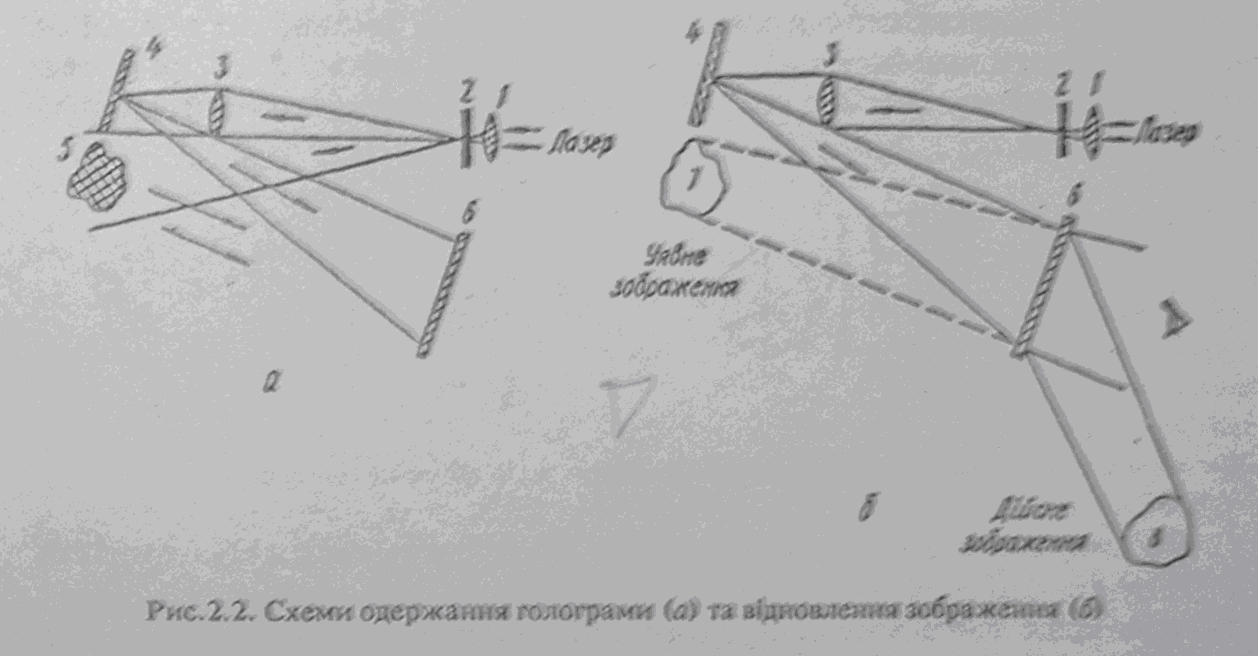 4
3
2 1
Лазер
5
6
а
4
3
2 1
Лазер
7
6
Уявне
зображення
б
Дійсне
зображення
8
Рис.2.2. Схеми одержання голограми (а) та відновлення зображення (б)